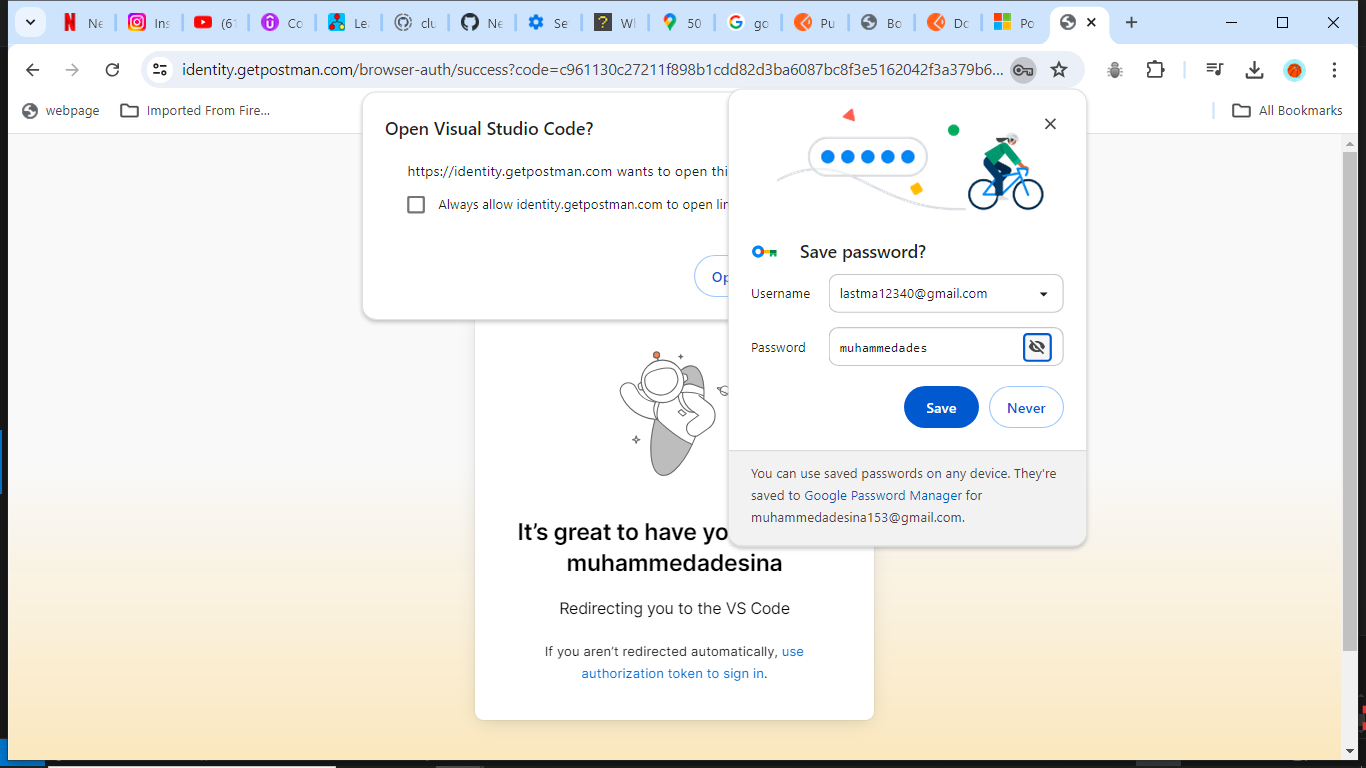 Ne
Ins
(6
Co
Lea
clu
Ne
Se
Wl
50
go
Pu
Bo
Do
Po
identity.getpostman.com/browser-auth/success?code=c961130c27211f898b1cdd82d3ba6087bc8f3e5162042f3a379b6...
webpage
Imported From Fire...
All Bookmarks
Open Visual Studio Code?
https://identity.getpostman.com wants to open thi
Always allow identity.getpostman.com to open lin
Op
Save password?
Username
lastma12340@gmail.com
Password
muhammedades
Save
Never
You can use saved passwords on any device. They're
saved to Google Password Manager for
muhammedadesina153@gmail.com.
It’s great to have yo
muhammedadesina
Redirecting you to the VS Code
If you aren’t redirected automatically, use
authorization token to sign in.